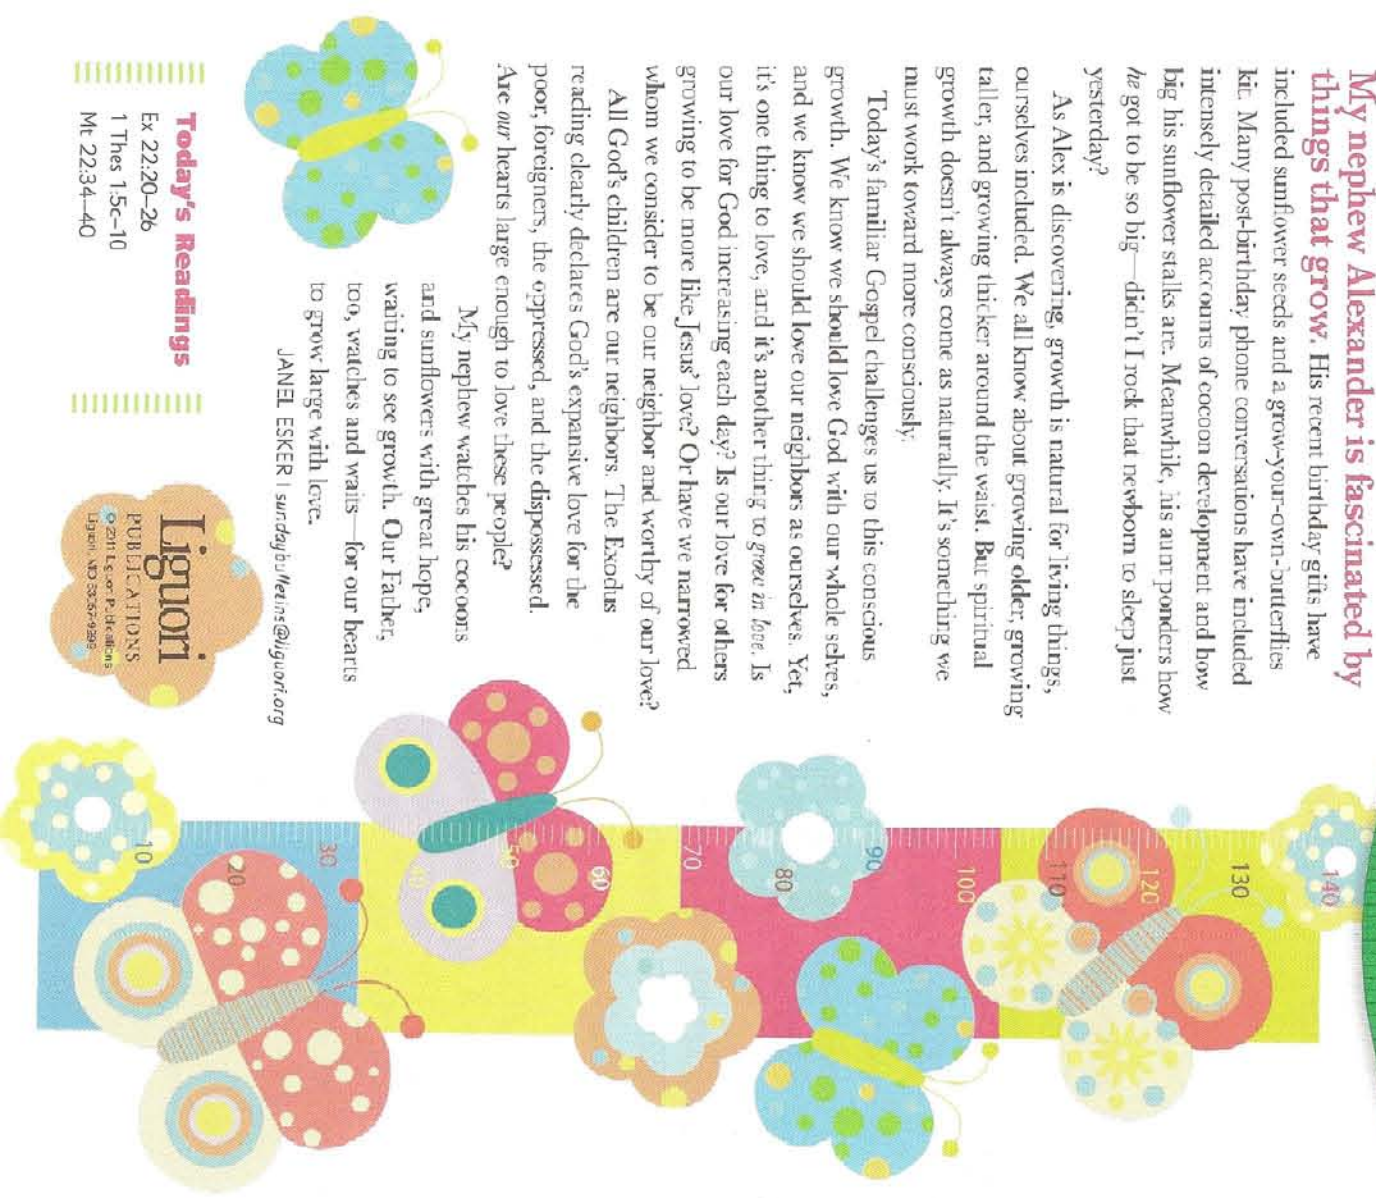 My nephew Alexander is fascinated by
things that grow. His recent birthday gifts have
included sunflower seeds and a grow-your-own-butterflies
kit. Many post-birthday phone conversations have included
intensely detailed accounts of cocoon development and how
big his sunflower stalks are. Meanwhile, his aunt ponders how
he got to be so big—didn't I rock that newborn to sleep just
yesterday?
As Alex is discovering, growth is natural for living things,
ourselves included. We all know about growing older, growing
taller, and growing thicker around the waist. But spiritual
growth doesn't always come as naturally. It's something we
must work toward more consciously.
Today's familiar Gospel challenges us to this conscious
growth. We know we should love God with our whole selves,
and we know we should love our neighbors as ourselves. Yet,
it's one thing to love, and it's another thing to grow in love. Is
our love for God increasing each day? Is our love for others
growing to be more like Jesus' love? Or have we narrowed
whom we consider to be our neighbor and worthy of our love?
All God's children are our neighbors. The Exodus
reading clearly declares God's expansive love for the
poor, foreigners, the oppressed, and the dispossessed.
Are our hearts large enough to love these people?
My nephew watches his cocoons
and sunflowers with great hope,
waiting to see growth. Our Father,
too, watches and waits—for our hearts
to grow large with love.
JANEL ESKER | sundaybulletins@liguori.org
Today's Readings
Ex 22:20–26
1 Thes 1:5c–10
Mt 22:34–40
Liguori
PUBLICATIONS
© 2011 Liguori Publications
Liguori, MO 63057-9999
10
20
30
40
50
60
70
80
90
100
110
120
130
140